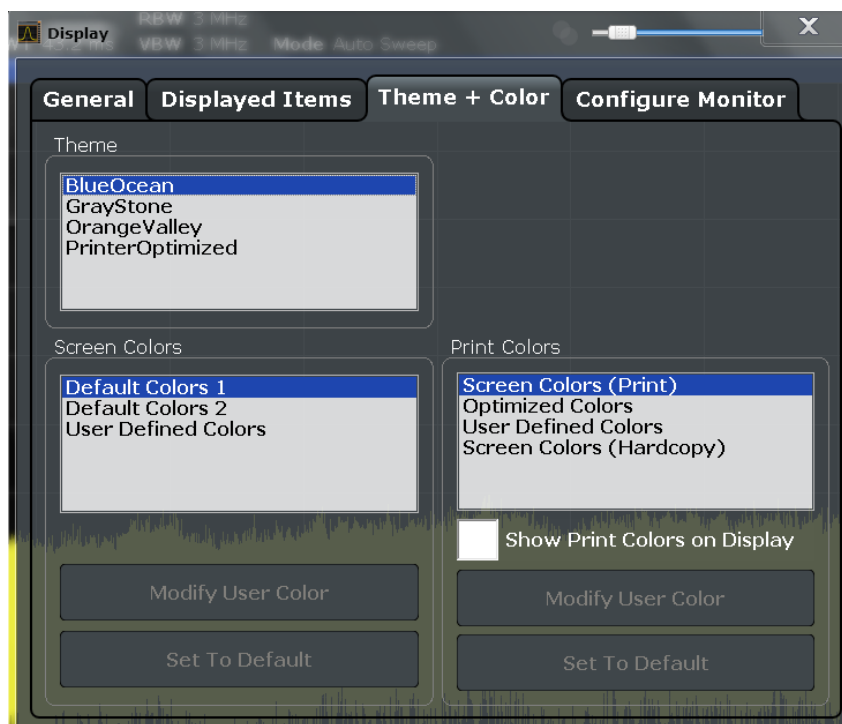 RBW 3 MHz
Display
VBW 3 MHz Mode Auto Sweep
X
General Displayed Items Theme + Color Configure Monitor
Theme
BlueOcean
GrayStone
OrangeValley
PrinterOptimized
Screen Colors
Default Colors 1
Default Colors 2
User Defined Colors
Modify User Color
Set To Default
Print Colors
Screen Colors (Print)
Optimized Colors
User Defined Colors
Screen Colors (Hardcopy)
Show Print Colors on Display
Modify User Color
Set To Default